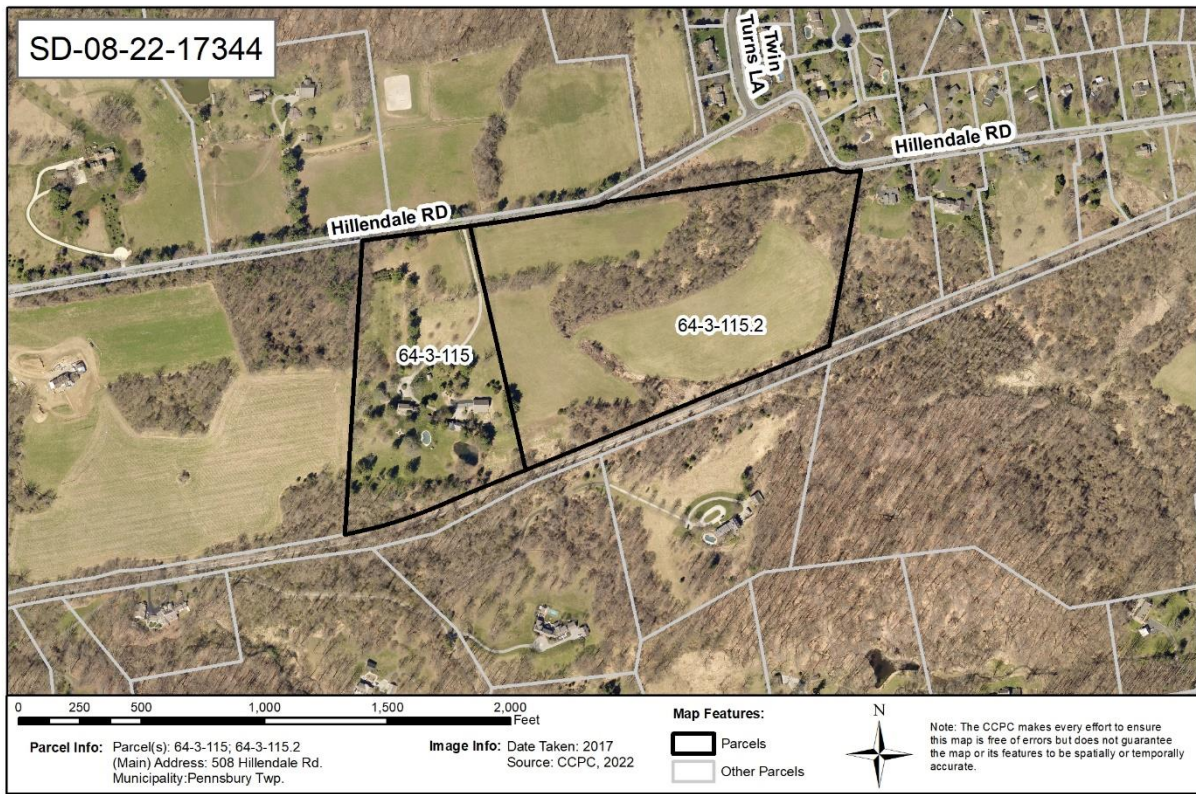 SD-08-22-17344
Twin
Turns LA
Hillendale RD
Hillendale RD
64-3-115
64-3-115.2
0 250 500 1,000 1,500 2,000
Feet
Parcel Info: Parcel(s): 64-3-115; 64-3-115.2
(Main) Address: 508 Hillendale Rd.
Municipality:Pennsbury Twp.
Image Info: Date Taken: 2017
Source: CCPC, 2022
Map Features:
Parcels
Other Parcels
N
Note: The CCPC makes every effort to ensure
this map is free of errors but does not guarantee
the map or its features to be spatially or temporally
accurate.